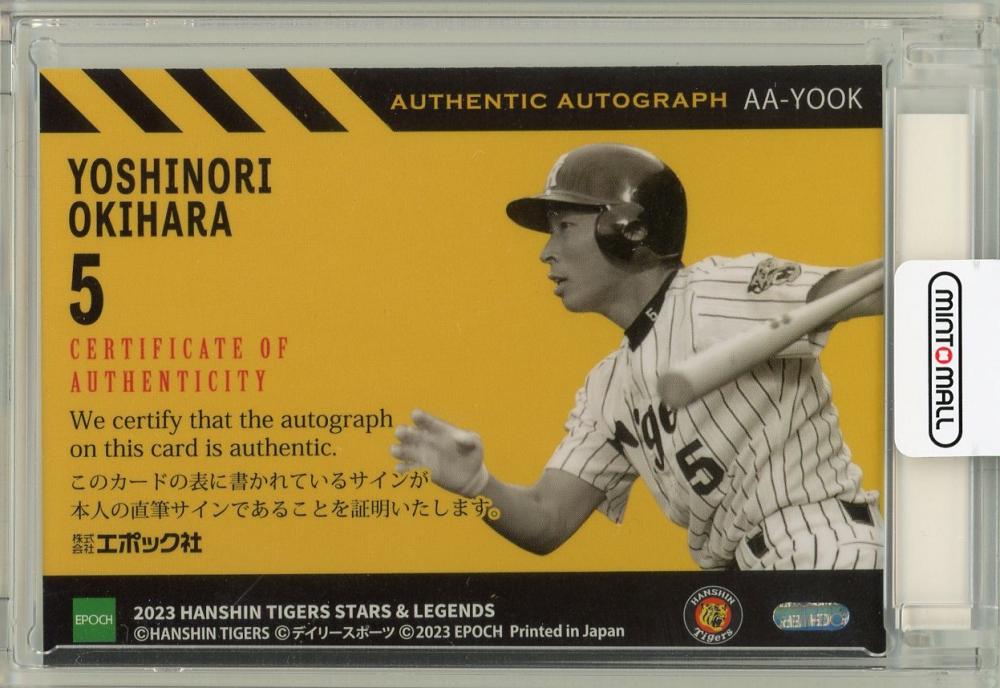 AUTHENTIC AUTOGRAPH AA-YOOK
YOSHINORI
OKIHARA
5
CERTIFICATE OF
AUTHENTICITY
We certify that the autograph
on this card is authentic.
このカードの表に書かれているサインが
本人の直筆サインであることを証明いたします。
株式会社エポック社
5
Tigers
5
MINTMALL
EPOCH
2023 HANSHIN TIGERS STARS & LEGENDS
©HANSHIN TIGERS ©デイリースポーツ ©2023 EPOCH Printed in Japan
HANSHIN
Tigers